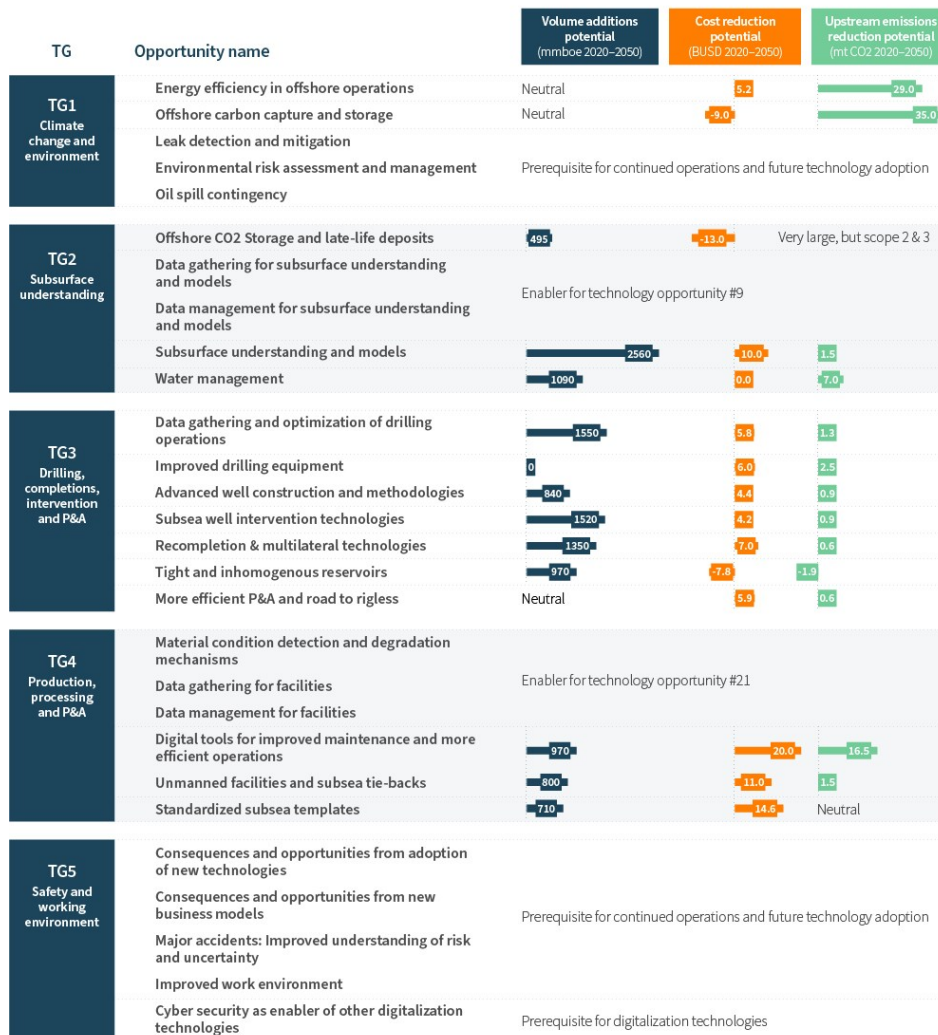 TG
Opportunity name
Volume additions
potential
(mmboe 2020–2050)
Cost reduction
potential
(BUSD 2020–2050)
Upstream emissions
reduction potential
(mt CO2 2020–2050)
TG1
Climate
change and
environment
Energy efficiency in offshore operations
Neutral
5.2
29.0
Offshore carbon capture and storage
Neutral
-9.0
35.0
Leak detection and mitigation
Environmental risk assessment and management
Oil spill contingency
Prerequisite for continued operations and future technology adoption
TG2
Subsurface
understanding
Offshore CO2 Storage and late-life deposits
495
-13.0
Very large, but scope 2 & 3
Data gathering for subsurface understanding
and models
Data management for subsurface understanding
and models
Enabler for technology opportunity #9
Subsurface understanding and models
2560
10.0
1.5
Water management
1090
0.0
7.0
TG3
Drilling,
completions,
intervention
and P&A
Data gathering and optimization of drilling
operations
1550
5.8
1.3
Improved drilling equipment
0
6.0
2.5
Advanced well construction and methodologies
840
4.4
0.9
Subsea well intervention technologies
1520
4.2
0.9
Recompletion & multilateral technologies
1350
7.0
0.6
Tight and inhomogenous reservoirs
970
-7.8
-1.9
More efficient P&A and road to rigless
Neutral
5.9
0.6
TG4
Production,
processing
and P&A
Material condition detection and degradation
mechanisms
Data gathering for facilities
Data management for facilities
Enabler for technology opportunity #21
Digital tools for improved maintenance and more
efficient operations
970
20.0
16.5
Unmanned facilities and subsea tie-backs
800
11.0
1.5
Standardized subsea templates
710
14.6
Neutral
TG5
Safety and
working
environment
Consequences and opportunities from adoption
of new technologies
Consequences and opportunities from new
business models
Major accidents: Improved understanding of risk
and uncertainty
Improved work environment
Prerequisite for continued operations and future technology adoption
Cyber security as enabler of other digitalization
technologies
Prerequisite for digitalization technologies